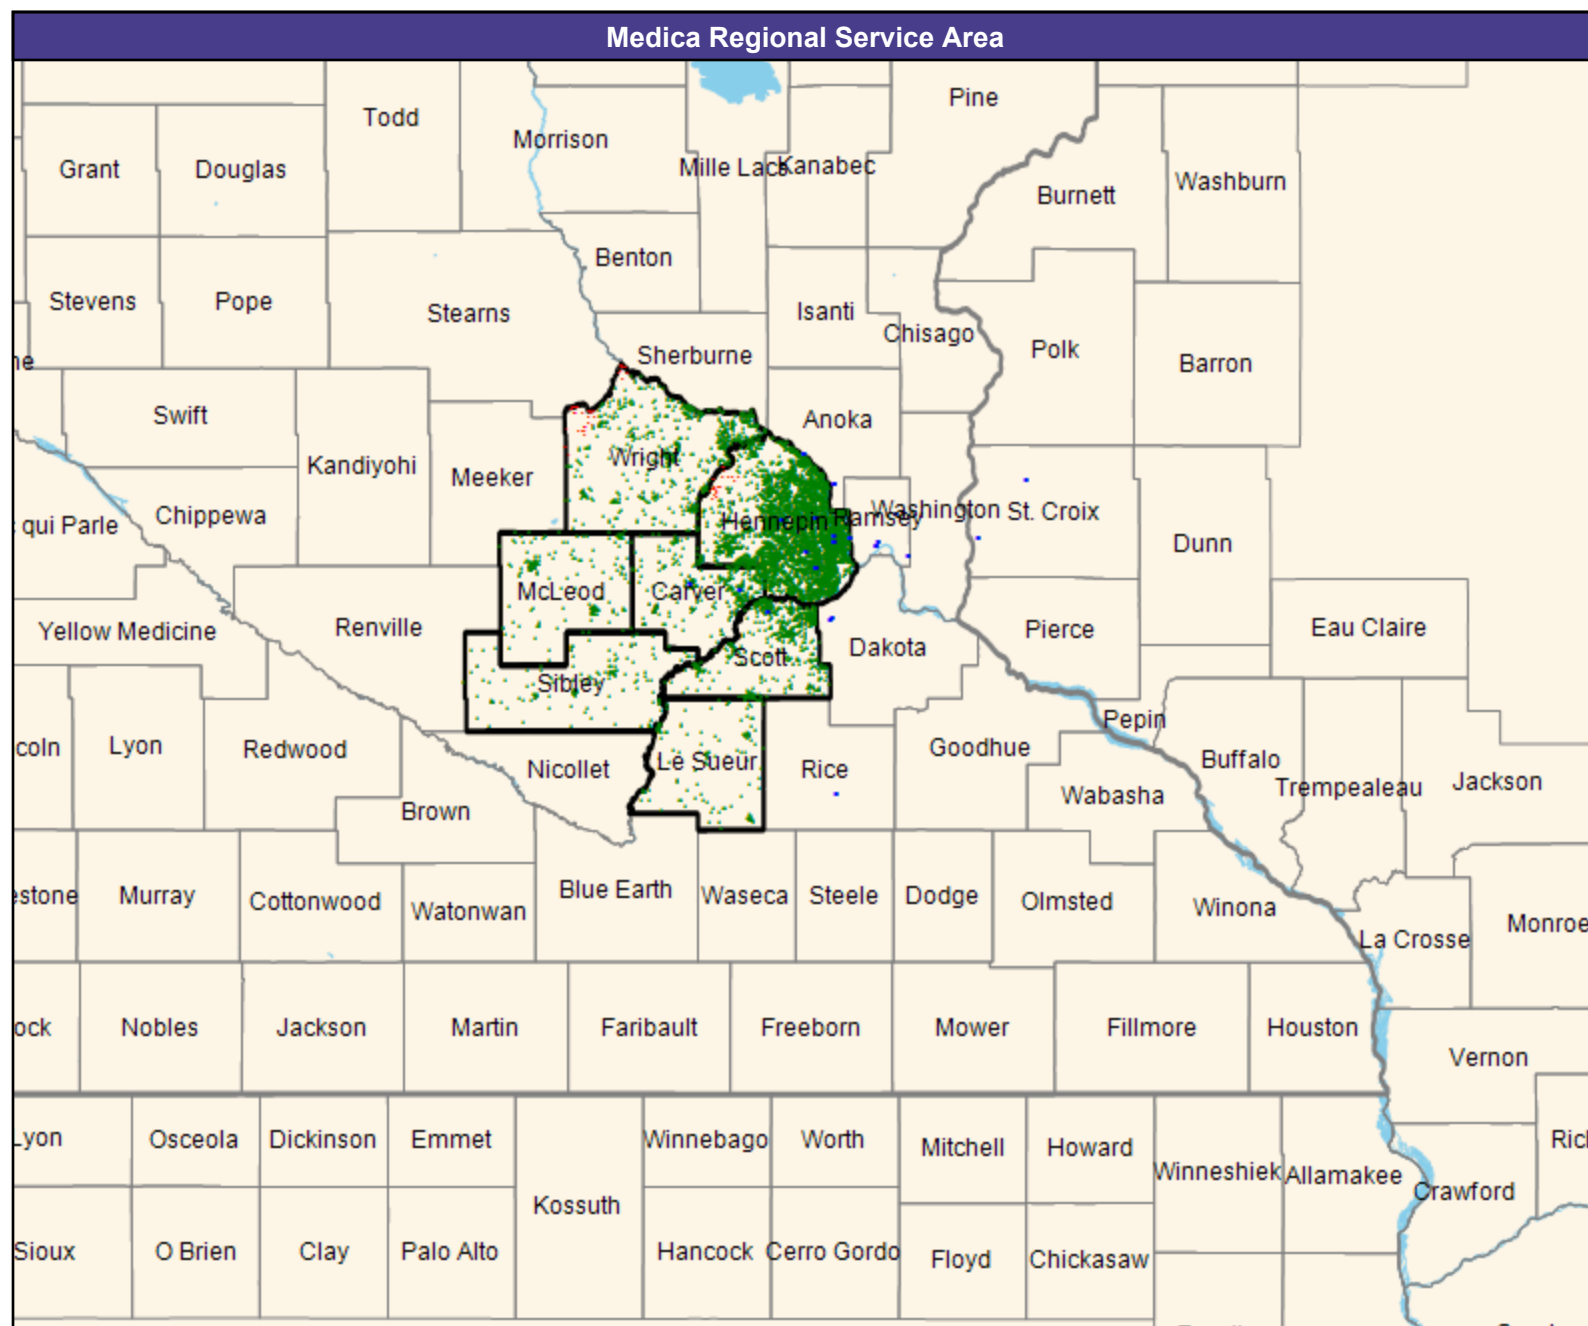 Medica Regional Service Area
Pine
Todd
Morrison
Grant
Douglas
Mille Lacs
Kanabec
Burnett
Washburn
Benton
Stevens
Pope
Stearns
Isanti
Chisago
Sherburne
Polk
Barron
ne
Swift
Anoka
Wright
Kandiyohi
Meeker
qui Parle
Chippewa
Hennepin
Ramsey
Washington
St. Croix
Dunn
McLeod
Carver
Yellow Medicine
Renville
Scott
Dakota
Pierce
Eau Claire
Sibley
coln
Lyon
Redwood
Nicollet
Le Sueur
Rice
Goodhue
Pepin
Buffalo
Trempealeau
Jackson
Brown
Wabasha
estone
Murray
Cottonwood
Watonwan
Blue Earth
Waseca
Steele
Dodge
Olmsted
Winona
La Crosse
Monroe
ock
Nobles
Jackson
Martin
Faribault
Freeborn
Mower
Fillmore
Houston
Vernon
Lyon
Osceola
Dickinson
Emmet
Winnebago
Worth
Mitchell
Howard
Winneshiek
Allamakee
Crawford
Ricl
Kossuth
Sioux
O Brien
Clay
Palo Alto
Hancock
Cerro Gordo
Floyd
Chickasaw